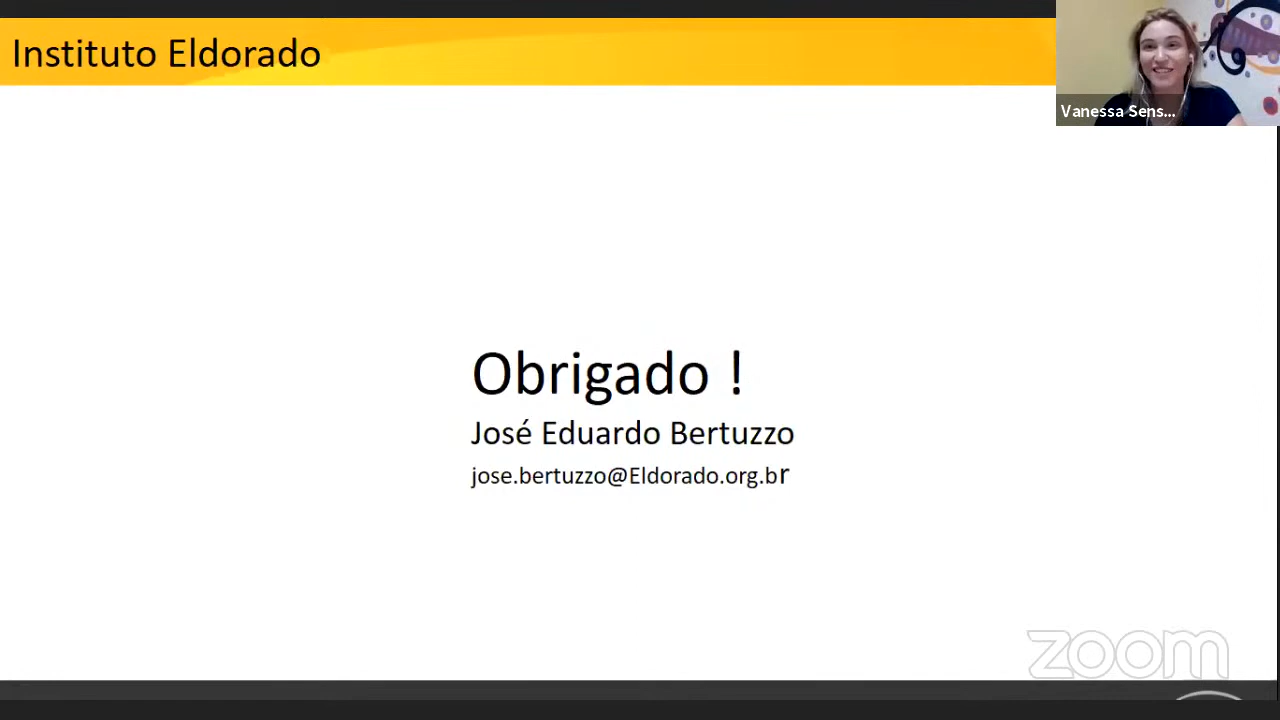 Instituto Eldorado
Vanessa Sens...
Obrigado !
José Eduardo Bertuzzo
jose.bertuzzo@Eldorado.org.br
zoom